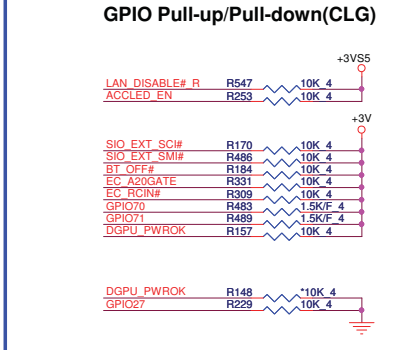 GPIO Pull-up/Pull-down(CLG)
+3VS5
LAN_DISABLE#_R R547 10K_4
ACCLED_EN R253 10K_4
+3V
SIO_EXT_SCI# R170 10K_4
SIO_EXT_SMI# R486 10K_4
BT_OFF# R184 10K_4
EC_A20GATE R331 10K_4
EC_RCIN# R309 10K_4
GPIO70 R483 1.5K/F_4
GPIO71 R489 1.5K/F_4
DGPU_PWROK R157 10K_4
DGPU_PWROK R148 *10K_4
GPIO27 R229 10K_4